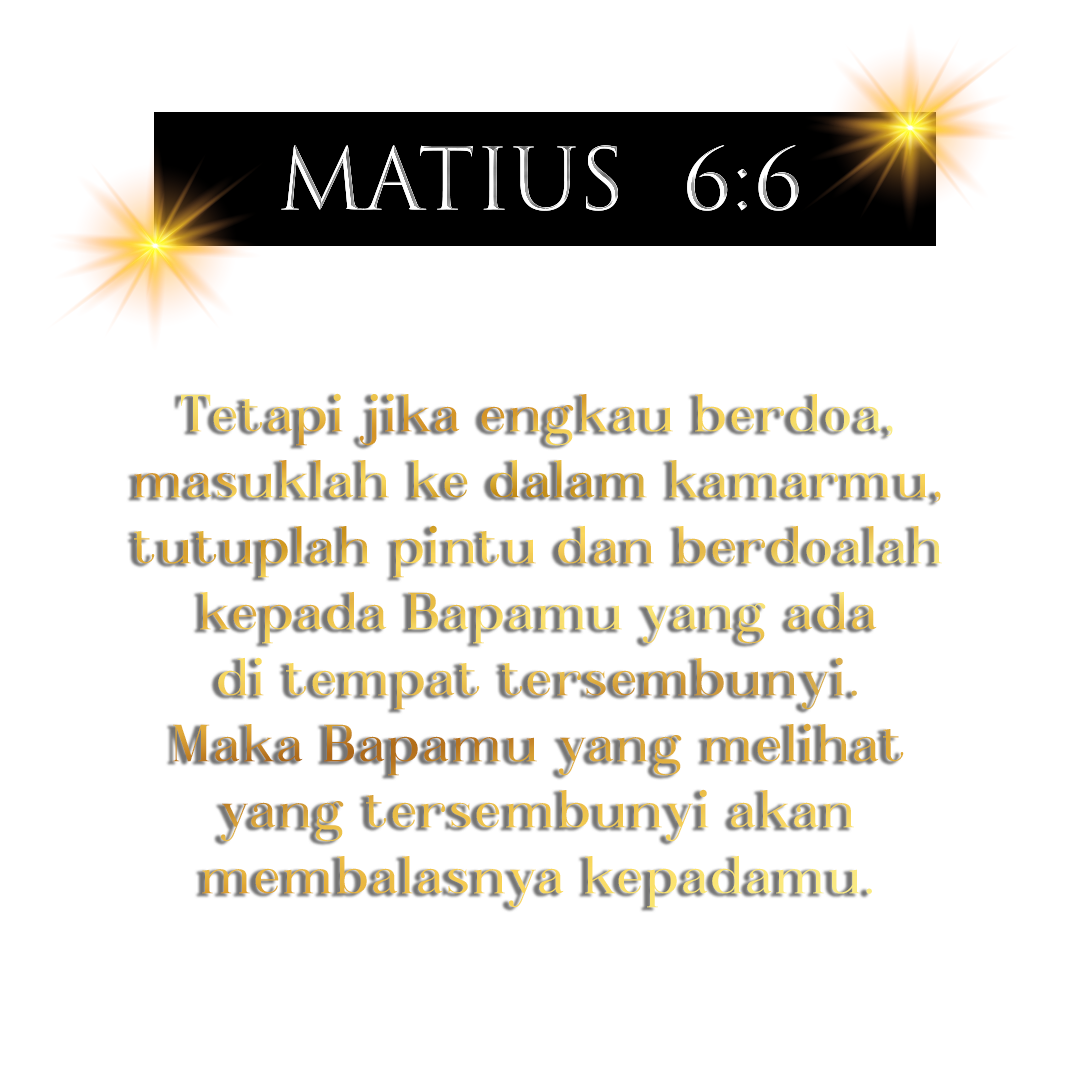 MATIUS 6:6
Tetapi jika engkau berdoa,
masuklah ke dalam kamarmu,
tutuplah pintu dan berdoalah
kepada Bapamu yang ada
di tempat tersembunyi.
Maka Bapamu yang melihat
yang tersembunyi akan
membalasnya kepadamu.